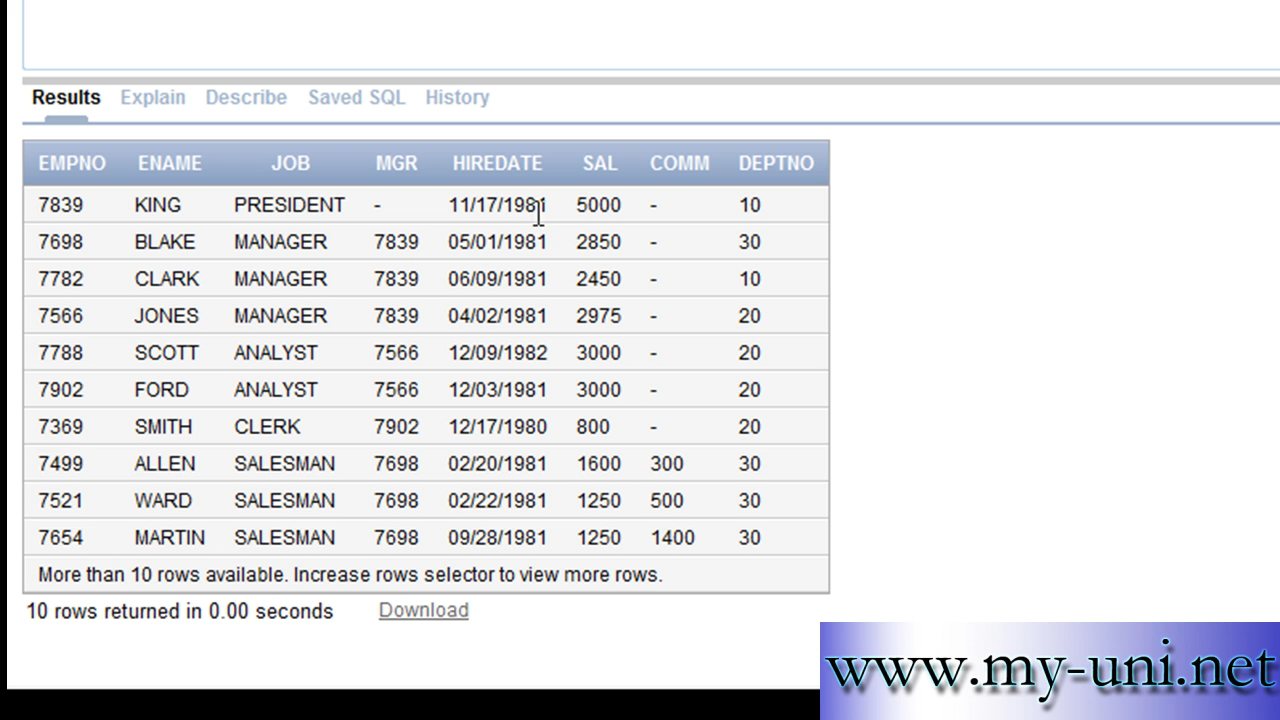 Results Explain Describe Saved SQL History
EMPNO ENAME JOB MGR HIREDATE SAL COMM DEPTNO
7839 KING PRESIDENT - 11/17/1981 5000 - 10
7698 BLAKE MANAGER 7839 05/01/1981 2850 - 30
7782 CLARK MANAGER 7839 06/09/1981 2450 - 10
7566 JONES MANAGER 7839 04/02/1981 2975 - 20
7788 SCOTT ANALYST 7566 12/09/1982 3000 - 20
7902 FORD ANALYST 7566 12/03/1981 3000 - 20
7369 SMITH CLERK 7902 12/17/1980 800 - 20
7499 ALLEN SALESMAN 7698 02/20/1981 1600 300 30
7521 WARD SALESMAN 7698 02/22/1981 1250 500 30
7654 MARTIN SALESMAN 7698 09/28/1981 1250 1400 30
More than 10 rows available. Increase rows selector to view more rows.
10 rows returned in 0.00 seconds Download
www.my-uni.net